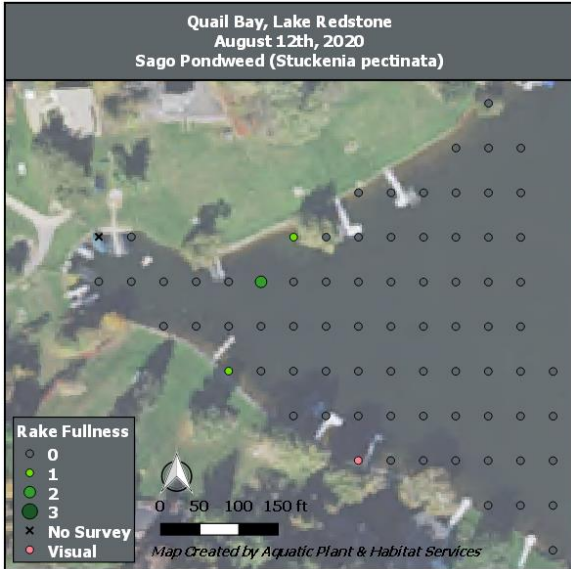 Quail Bay, Lake Redstone
August 12th, 2020
Sago Pondweed (Stuckenia pectinata)
Rake Fullness
0
1
2
3
No Survey
Visual
0 50 100 150 ft
Map Created by Aquatic Plant & Habitat Services